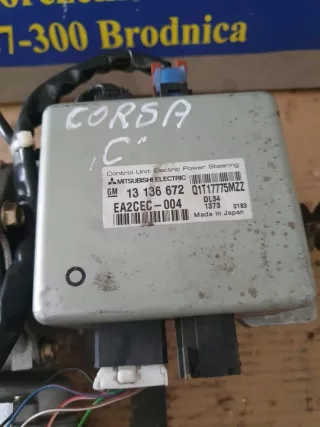 7-300 Brodnica
CORSA
"C"
Control Unit Electric Power Steering
MITSUBISHI ELECTRIC
GM 13 136 672 Q1T17775MZZ
EA2CEC-004 DL34
1373 0183
Made in Japan